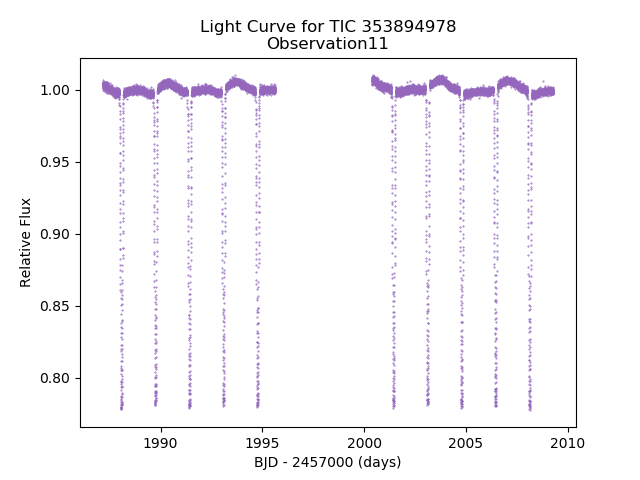 Light Curve for TIC 353894978
Observation11
1.00
0.95
0.90
0.85
0.80
Relative Flux
1990
1995
2000
2005
2010
BJD - 2457000 (days)